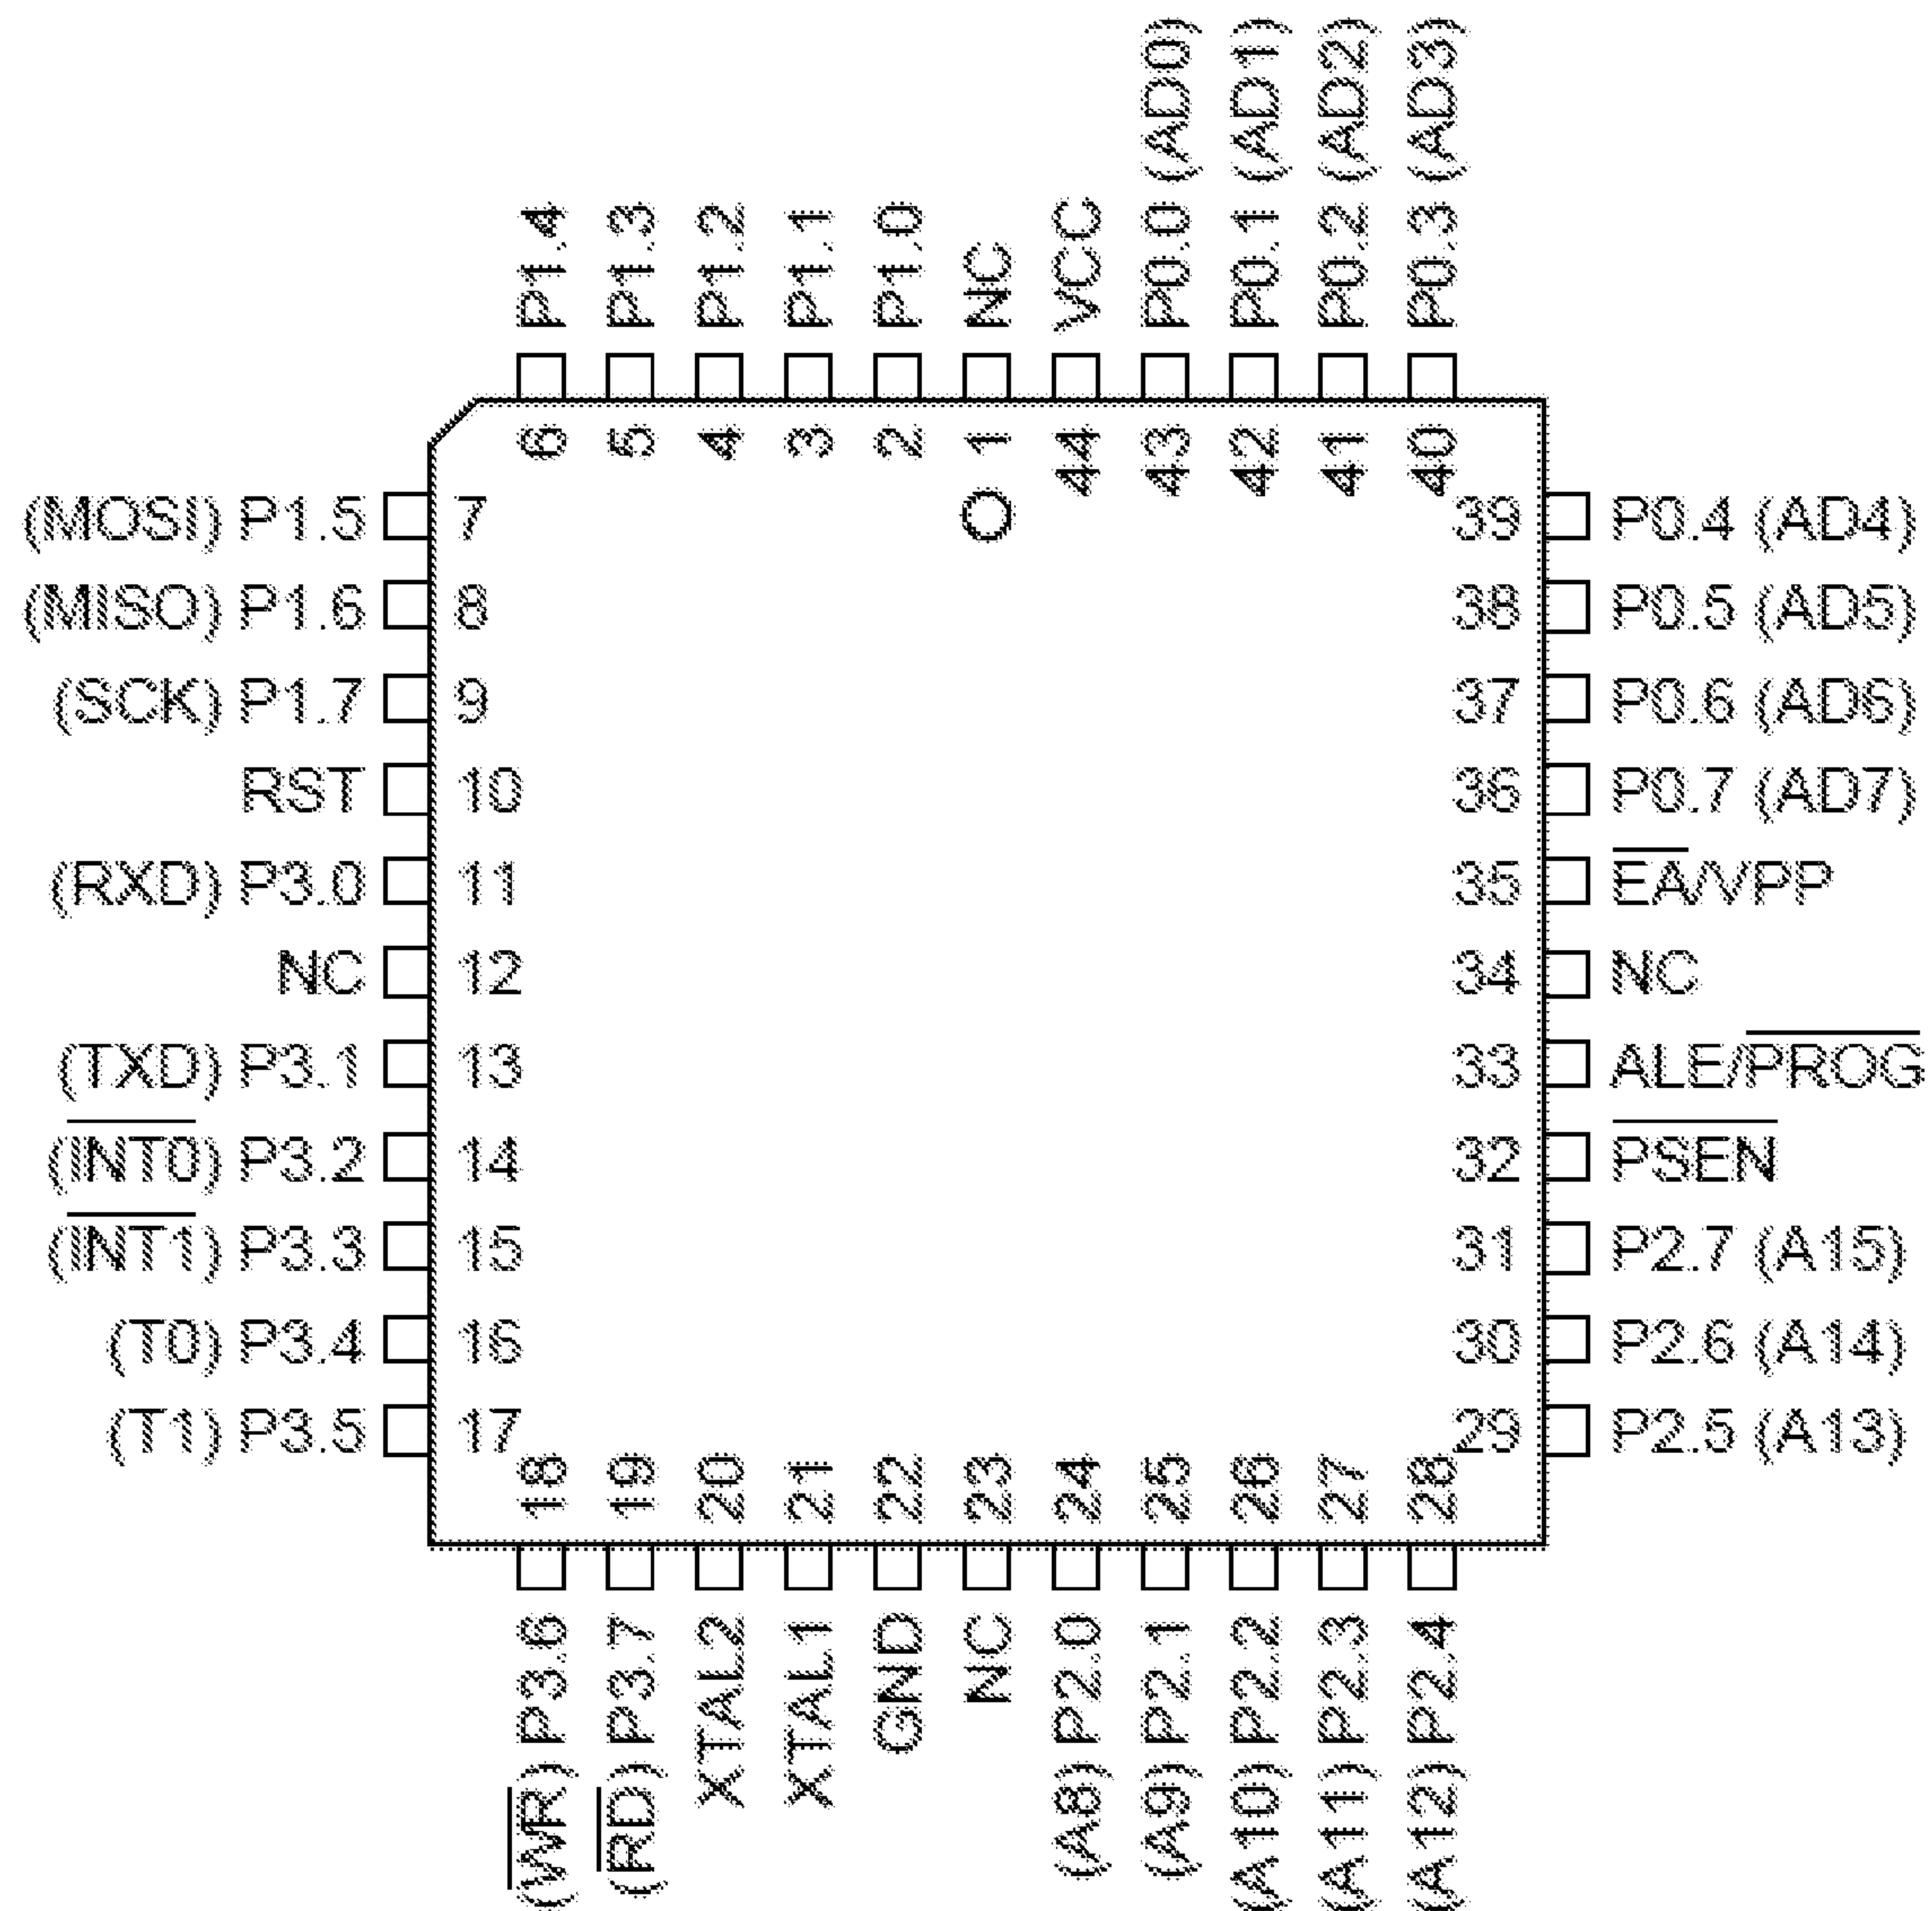 P1.4
P1.3
P1.2
P1.1
P1.0
NC
VCC
P0.0 (AD0)
P0.1 (AD1)
P0.2 (AD2)
P0.3 (AD3)
6
5
4
3
2
1
44
43
42
41
40
(MOSI) P1.5 7
39 P0.4 (AD4)
(MISO) P1.6 8
38 P0.5 (AD5)
(SCK) P1.7 9
37 P0.6 (AD6)
RST 10
36 P0.7 (AD7)
(RXD) P3.0 11
35 E̅A̅/VPP
NC 12
34 NC
(TXD) P3.1 13
33 ALE/P̅R̅O̅G̅
(I̅N̅T̅0̅) P3.2 14
32 P̅S̅E̅N̅
(I̅N̅T̅1̅) P3.3 15
31 P2.7 (A15)
(T0) P3.4 16
30 P2.6 (A14)
(T1) P3.5 17
29 P2.5 (A13)
18
19
20
21
22
23
24
25
26
27
28
(W̅R̅) P3.6
(R̅D̅) P3.7
XTAL2
XTAL1
GND
NC
(A8) P2.0
(A9) P2.1
(A10) P2.2
(A11) P2.3
(A12) P2.4